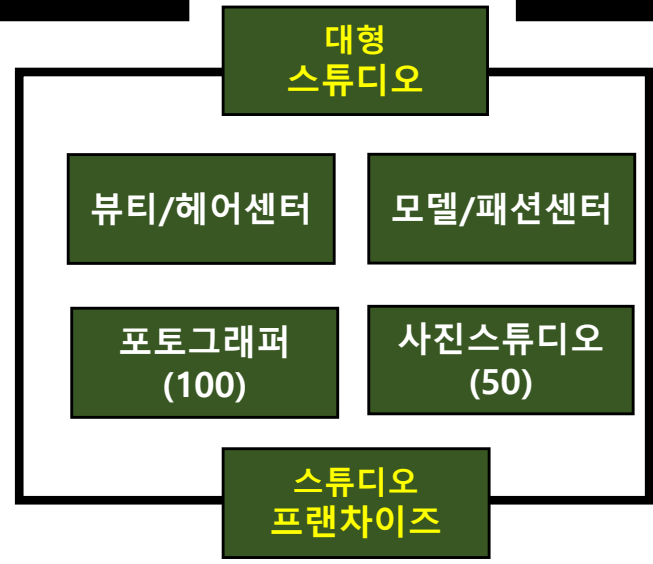 대형
스튜디오
뷰티/헤어센터
모델/패션센터
포토그래퍼
(100)
사진스튜디오
(50)
스튜디오
프랜차이즈